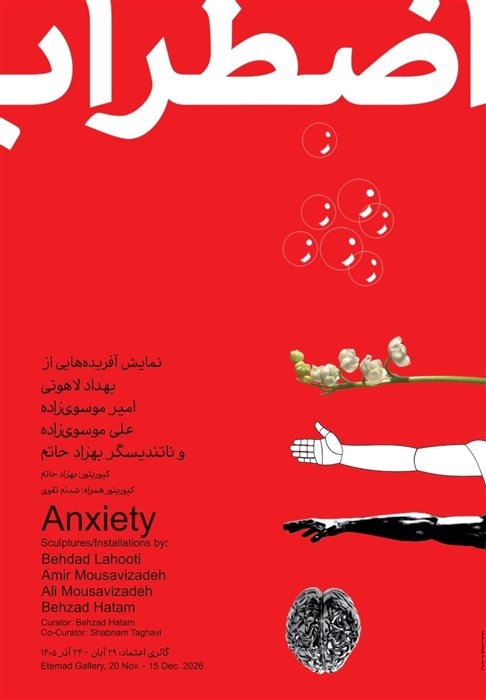 اضطراب
نمایش آفریده‌هایی از
بهداد لاهوتی
امیر موسوی‌زاده
علی موسوی‌زاده
و ناتندیسگر بهزاد حاتم
کیوریتور: بهزاد حاتم
کیوریتور همراه: شبنم تقوی
Anxiety
Sculptures/Installations by:
Behdad Lahooti
Amir Mousavizadeh
Ali Mousavizadeh
Behzad Hatam
Curator: Behzad Hatam
Co-Curator: Shabnam Taghavi
گالری اعتماد، ۲۹ آبان - ۲۴ آذر ۱۴۰۵
Etemad Gallery, 20 Nov. - 15 Dec. 2026